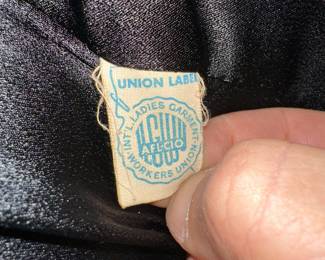 UNION LABEL
INT'L. LADIES GARMENT
ILGWU
AFL-CIO
WORKERS UNION